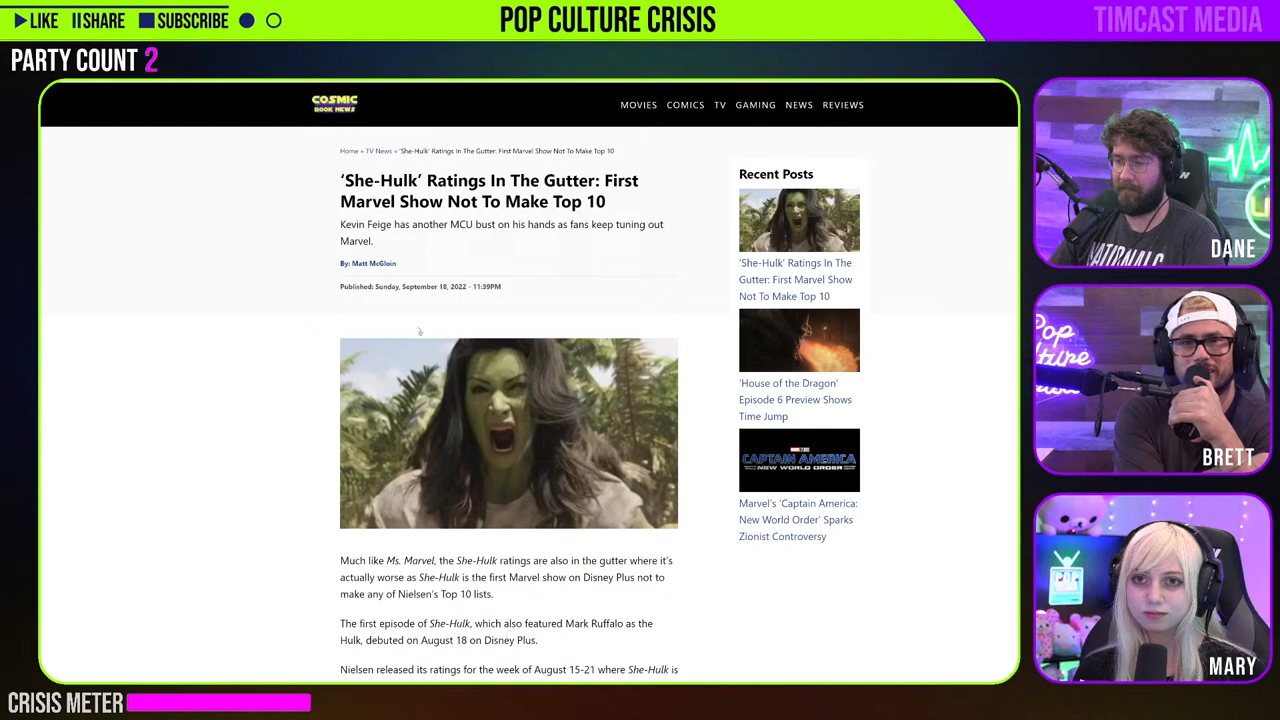 LIKE SHARE SUBSCRIBE
POP CULTURE CRISIS
TIMCAST MEDIA
PARTY COUNT 2
COSMIC
BOOK NEWS
MOVIES COMICS TV GAMING NEWS REVIEWS
Home » TV News » 'She-Hulk' Ratings In The Gutter: First Marvel Show Not To Make Top 10
‘She-Hulk’ Ratings In The Gutter: First
Marvel Show Not To Make Top 10
Kevin Feige has another MCU bust on his hands as fans keep tuning out
Marvel.
By: Matt McGloin
Published: Sunday, September 18, 2022 - 11:39PM
Much like Ms. Marvel, the She-Hulk ratings are also in the gutter where it's
actually worse as She-Hulk is the first Marvel show on Disney Plus not to
make any of Nielsen's Top 10 lists.
The first episode of She-Hulk, which also featured Mark Ruffalo as the
Hulk, debuted on August 18 on Disney Plus.
Nielsen released its ratings for the week of August 15-21 where She-Hulk is
Recent Posts
‘She-Hulk’ Ratings In The
Gutter: First Marvel Show
Not To Make Top 10
‘House of the Dragon’
Episode 6 Preview Shows
Time Jump
CAPTAIN AMERICA
NEW WORLD ORDER
Marvel's ‘Captain America:
New World Order’ Sparks
Zionist Controversy
DANE
Pop
BRETT
MARY
CRISIS METER